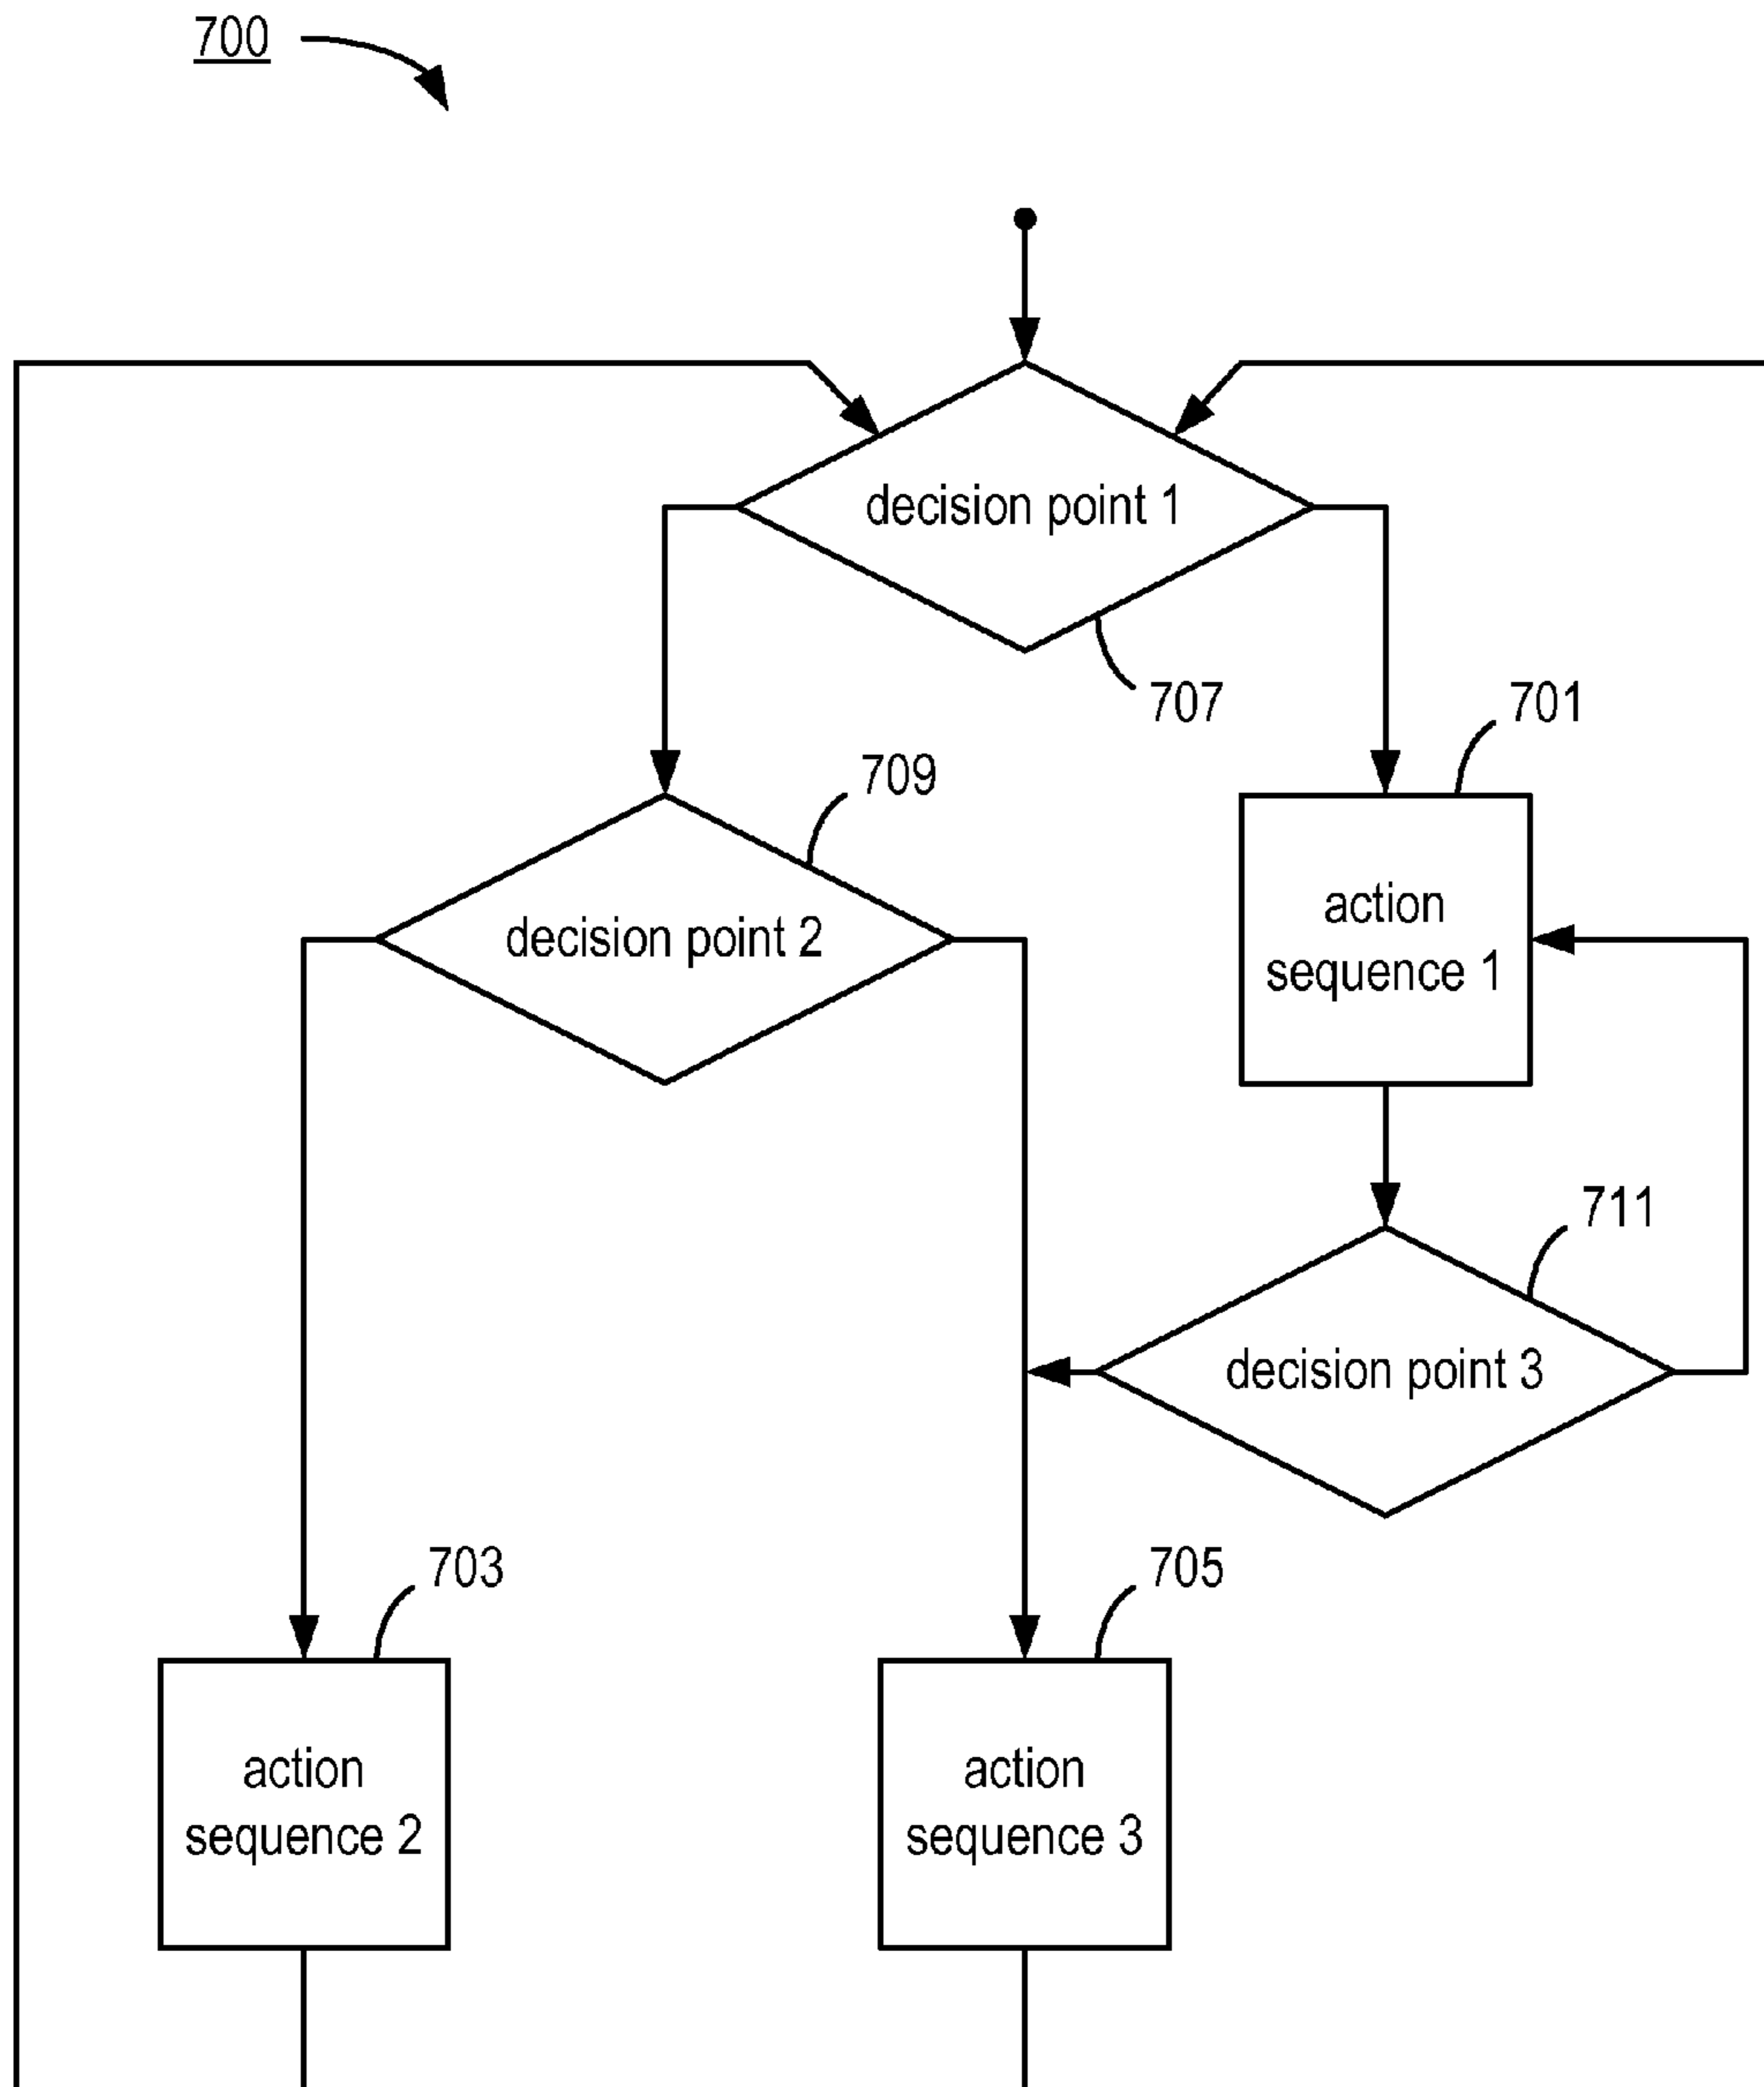 700
decision point 1
707
701
709
decision point 2
action
sequence 1
711
decision point 3
703
705
action
sequence 2
action
sequence 3